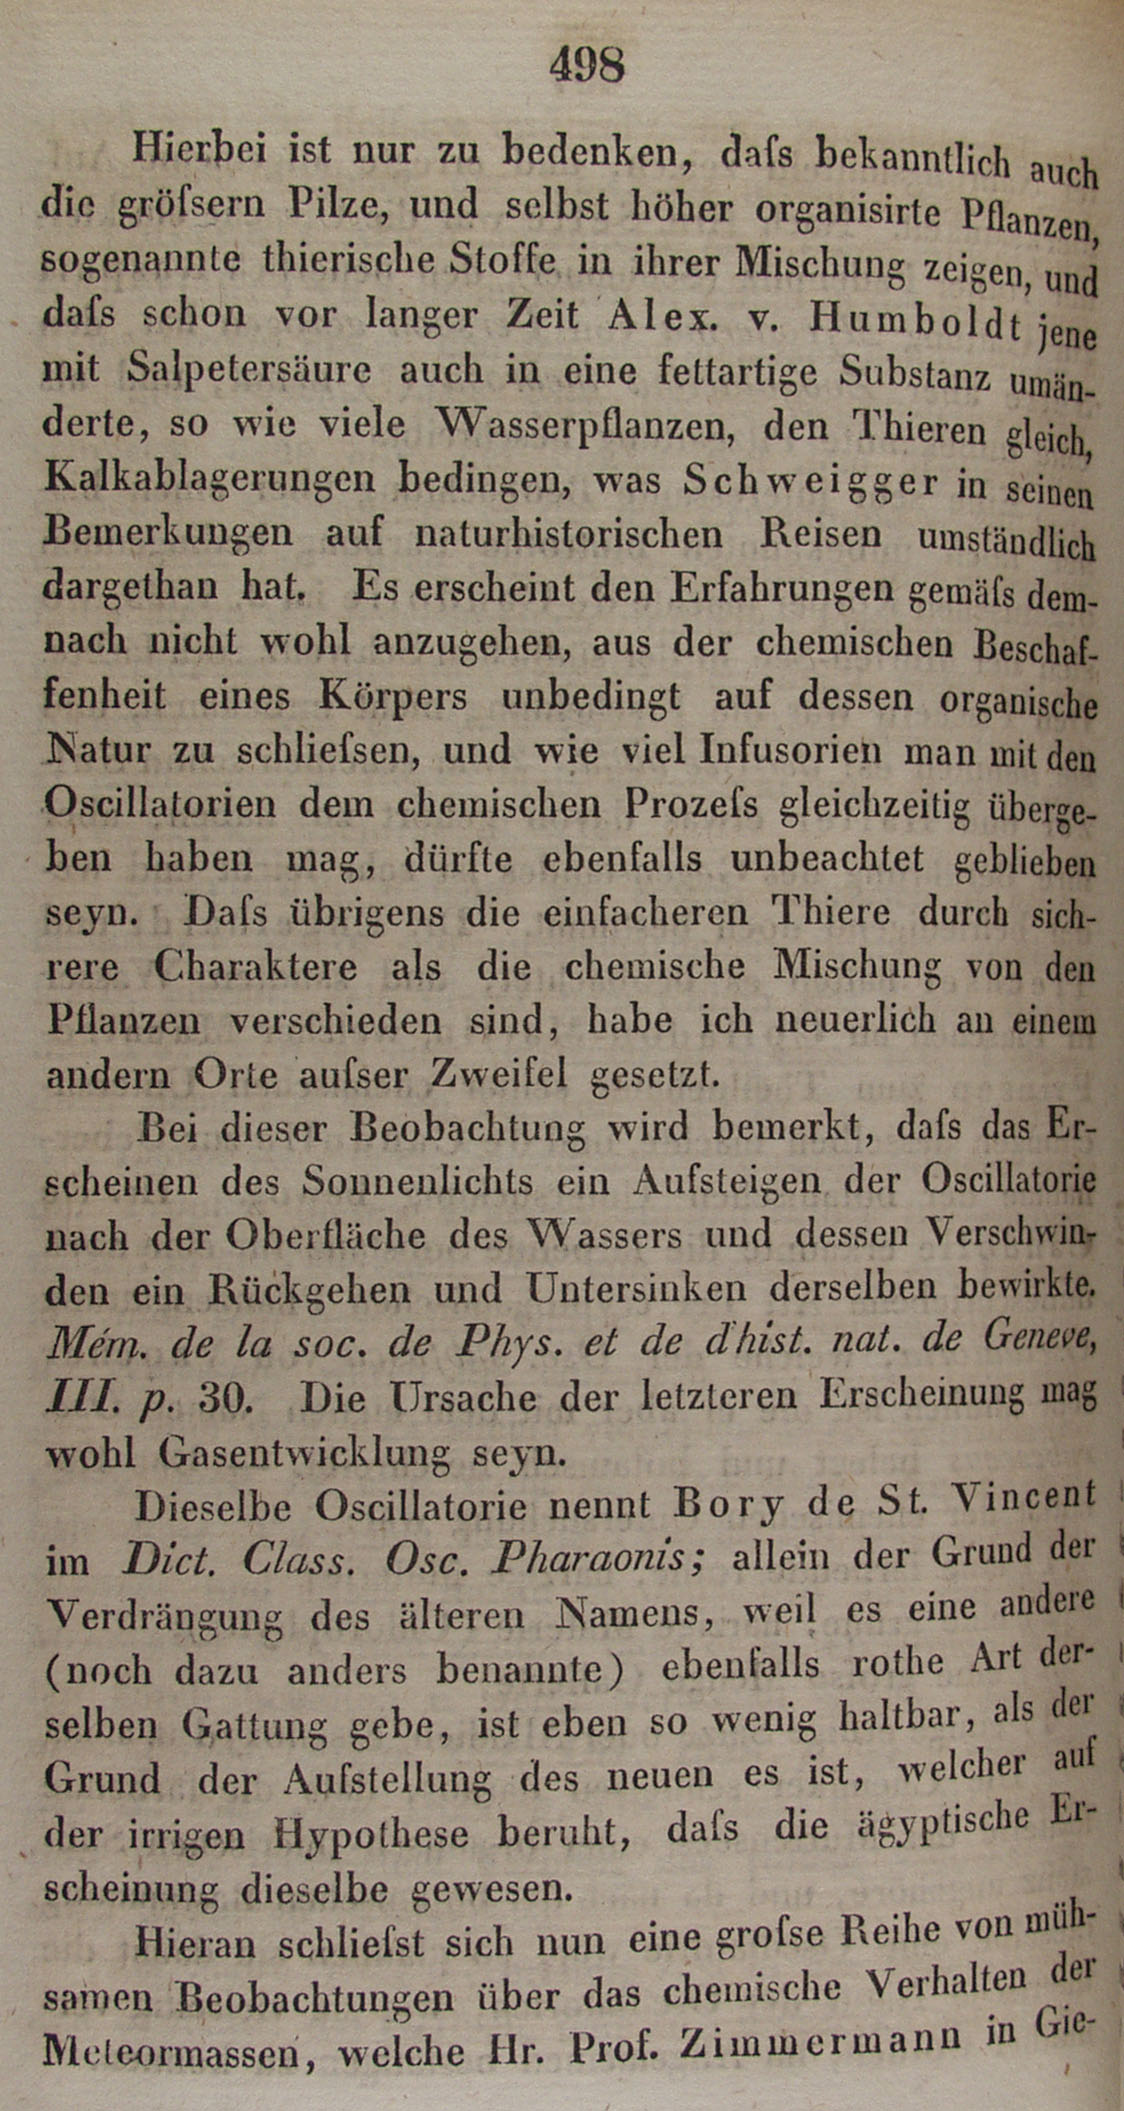 498
Hierbei ist nur zu bedenken, daſs bekanntlich auch
die gröſsern Pilze, und selbst höher organisirte Pflanzen,
sogenannte thierische Stoffe in ihrer Mischung zeigen, und
daſs schon vor langer Zeit Alex. v. Humboldt jene
mit Salpetersäure auch in eine fettartige Substanz umän-
derte, so wie viele Wasserpflanzen, den Thieren gleich,
Kalkablagerungen bedingen, was Schweigger in seinen
Bemerkungen auf naturhistorischen Reisen umständlich
dargethan hat. Es erscheint den Erfahrungen gemäſs dem-
nach nicht wohl anzugehen, aus der chemischen Beschaf-
fenheit eines Körpers unbedingt auf dessen organische
Natur zu schlieſsen, und wie viel Infusorien man mit den
Oscillatorien dem chemischen Prozeſs gleichzeitig überge-
ben haben mag, dürfte ebenfalls unbeachtet geblieben
seyn. Daſs übrigens die einfacheren Thiere durch sich-
rere Charaktere als die chemische Mischung von den
Pflanzen verschieden sind, habe ich neuerlich an einem
andern Orte auſser Zweifel gesetzt.
Bei dieser Beobachtung wird bemerkt, daſs das Er-
scheinen des Sonnenlichts ein Aufsteigen der Oscillatorie
nach der Oberfläche des Wassers und dessen Verschwin-
den ein Rückgehen und Untersinken derselben bewirkte.
Mém. de la soc. de Phys. et de d'hist. nat. de Geneve,
III. p. 30. Die Ursache der letzteren Erscheinung mag
wohl Gasentwicklung seyn.
Dieselbe Oscillatorie nennt Bory de St. Vincent
im Dict. Class. Osc. Pharaonis; allein der Grund der
Verdrängung des älteren Namens, weil es eine andere
(noch dazu anders benannte) ebenfalls rothe Art der-
selben Gattung gebe, ist eben so wenig haltbar, als der
Grund der Aufstellung des neuen es ist, welcher auf
der irrigen Hypothese beruht, daſs die ägyptische Er-
scheinung dieselbe gewesen.
Hieran schlieſst sich nun eine groſse Reihe von müh-
samen Beobachtungen über das chemische Verhalten der
Meteormassen, welche Hr. Prof. Zimmermann in Gie-